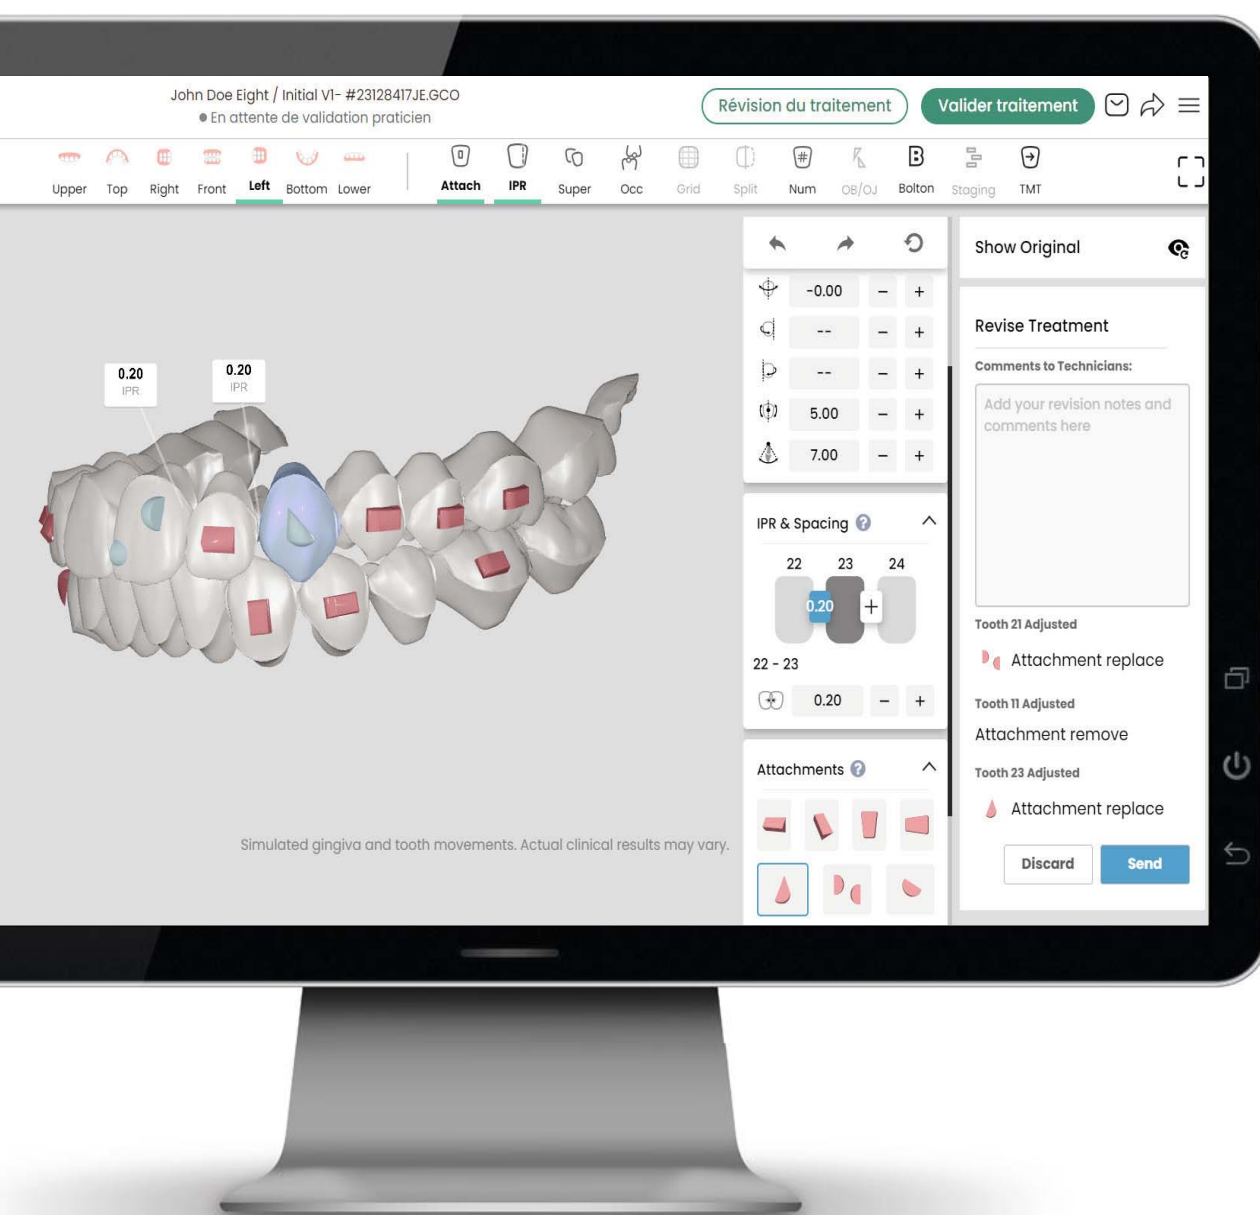 John Doe Eight / Initial V1- #23128417JE.GCO
En attente de validation praticien
Révision du traitement
Valider traitement
Upper Top Right Front Left Bottom Lower
Attach IPR Super Occ Grid Split Num OB/OJ Bolton Staging TMT
0.20
IPR
0.20
IPR
Simulated gingiva and tooth movements. Actual clinical results may vary.
-0.00 − +
-- − +
-- − +
5.00 − +
7.00 − +
IPR & Spacing ?
22 23 24
0.20 +
22 - 23
0.20 − +
Attachments ?
Show Original
Revise Treatment
Comments to Technicians:
Add your revision notes and
comments here
Tooth 21 Adjusted
Attachment replace
Tooth 11 Adjusted
Attachment remove
Tooth 23 Adjusted
Attachment replace
Discard Send